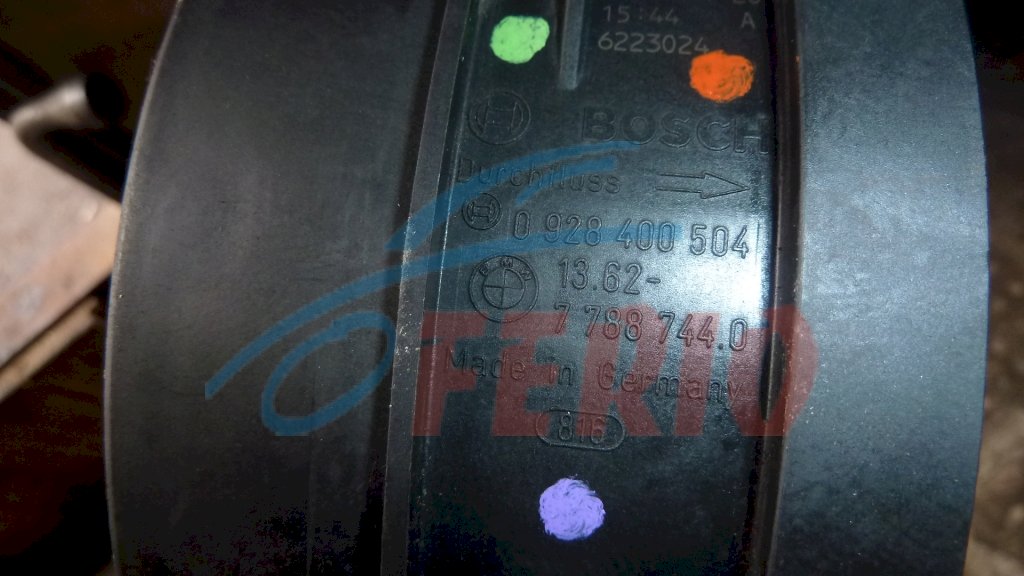 15:44
A
6223024
BOSCH
Durchfluss
0 928 400 504
BMW
13.62-
7 788 744.0
Made in Germany
816
FERIO